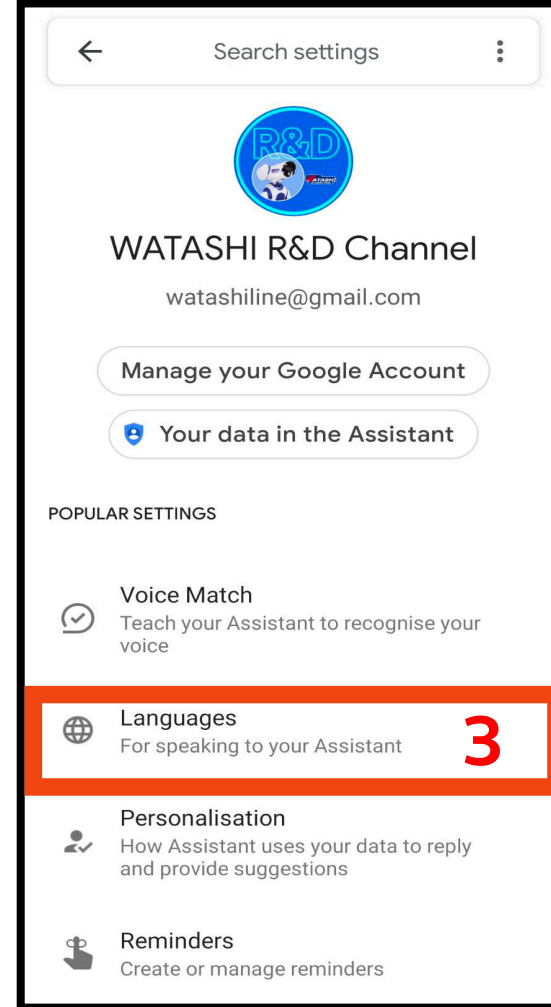 Search settings
R&D
WATASHI
WATASHI R&D Channel
watashiline@gmail.com
Manage your Google Account
Your data in the Assistant
POPULAR SETTINGS
Voice Match
Teach your Assistant to recognise your
voice
Languages
For speaking to your Assistant
3
Personalisation
How Assistant uses your data to reply
and provide suggestions
Reminders
Create or manage reminders